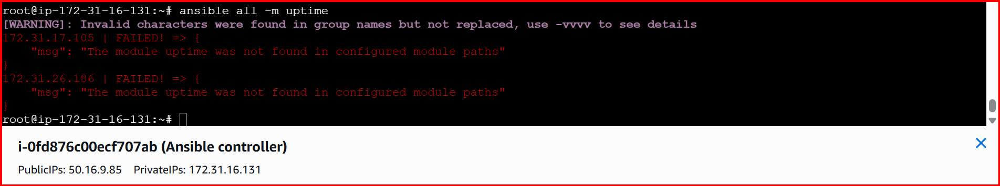 root@ip-172-31-16-131:~# ansible all -m uptime
[WARNING]: Invalid characters were found in group names but not replaced, use -vvvv to see details
172.31.17.105 | FAILED! => {
    "msg": "The module uptime was not found in configured module paths"
}
172.31.26.186 | FAILED! => {
    "msg": "The module uptime was not found in configured module paths"
}
root@ip-172-31-16-131:~#
i-0fd876c00ecf707ab (Ansible controller)
PublicIPs: 50.16.9.85    PrivateIPs: 172.31.16.131